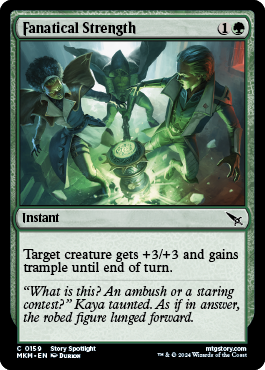 Fanatical Strength 1
Instant
Target creature gets +3/+3 and gains
trample until end of turn.
“What is this? An ambush or a staring
contest?” Kaya taunted. As if in answer,
the robed figure lunged forward.
C 0159 Story Spotlight mtgstory.com
MKM • EN Durion ™ & © 2024 Wizards of the Coast